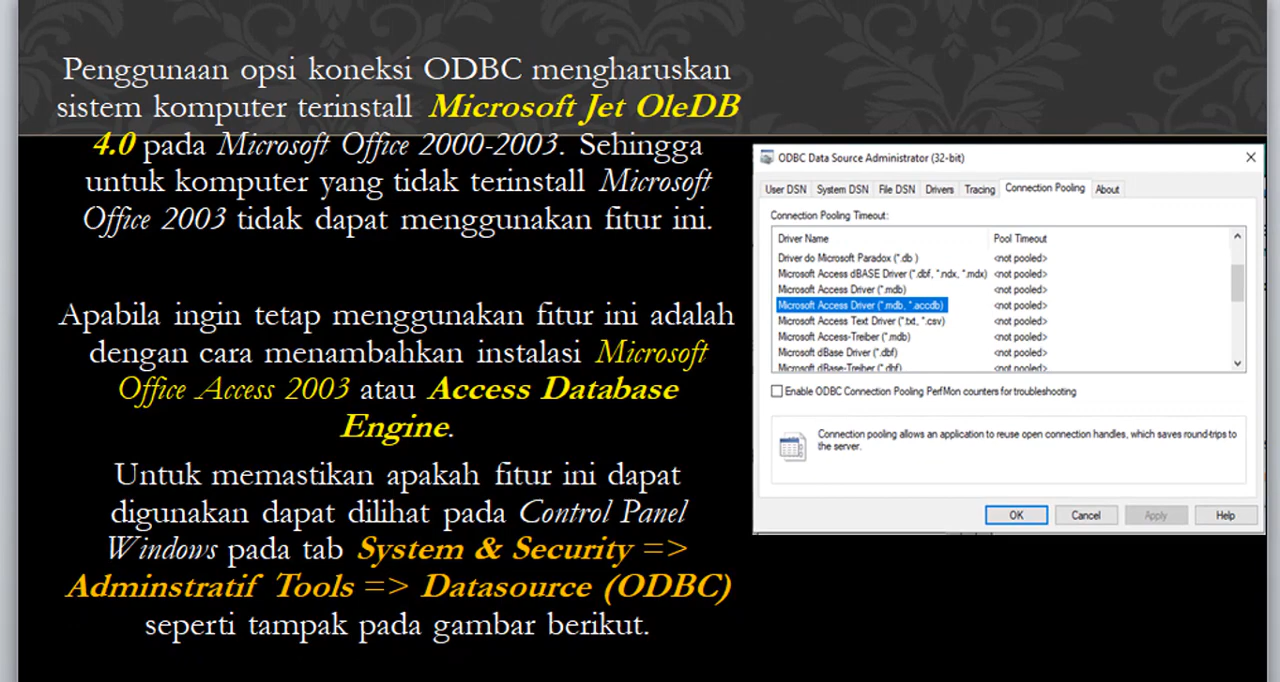 Penggunaan opsi koneksi ODBC mengharuskan
sistem komputer terinstall Microsoft Jet OleDB
4.0 pada Microsoft Office 2000-2003. Sehingga
untuk komputer yang tidak terinstall Microsoft
Office 2003 tidak dapat menggunakan fitur ini.
Apabila ingin tetap menggunakan fitur ini adalah
dengan cara menambahkan instalasi Microsoft
Office Access 2003 atau Access Database
Engine.
Untuk memastikan apakah fitur ini dapat
digunakan dapat dilihat pada Control Panel
Windows pada tab System & Security =>
Adminstratif Tools => Datasource (ODBC)
seperti tampak pada gambar berikut.
ODBC Data Source Administrator (32-bit)
User DSN System DSN File DSN Drivers Tracing Connection Pooling About
Connection Pooling Timeout:
Driver Name Pool Timeout
Driver do Microsoft Paradox (*.db ) <not pooled>
Microsoft Access dBASE Driver (*.dbf, *.ndx, *.mdx) <not pooled>
Microsoft Access Driver (*.mdb) <not pooled>
Microsoft Access Driver (*.mdb, *.accdb) <not pooled>
Microsoft Access Text Driver (*.txt, *.csv) <not pooled>
Microsoft Access-Treiber (*.mdb) <not pooled>
Microsoft dBase Driver (*.dbf) <not pooled>
Microsoft dBase-Treiber (*.dbf) <not pooled>
Enable ODBC Connection Pooling PerfMon counters for troubleshooting
Connection pooling allows an application to reuse open connection handles, which saves round-trips to
the server.
OK Cancel Apply Help